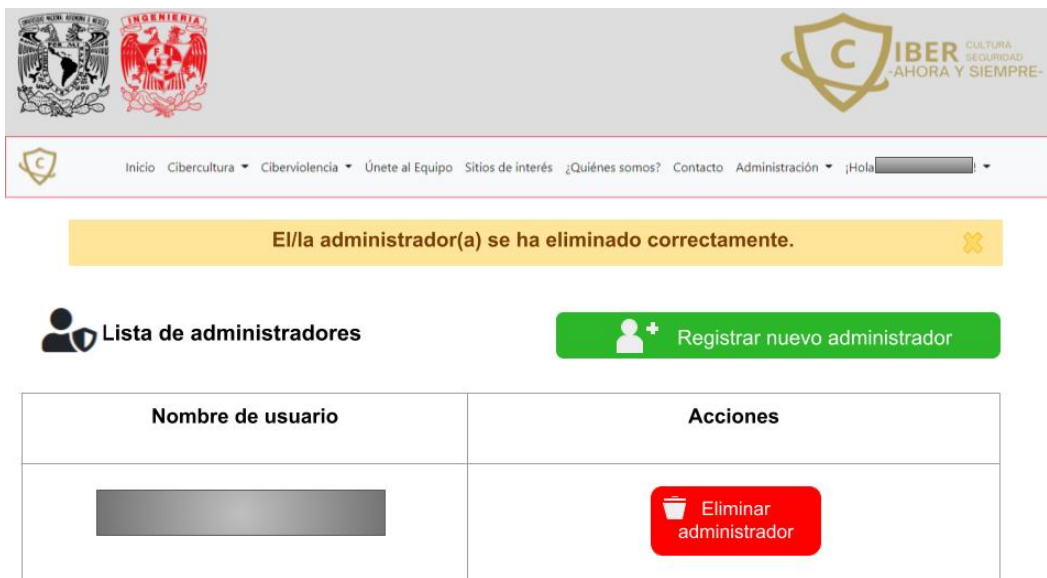 INGENIERIA
C IBER CULTURA
SEGURIDAD
-AHORA Y SIEMPRE-
C
Inicio Cibercultura Ciberviolencia Únete al Equipo Sitios de interés ¿Quiénes somos? Contacto Administración ¡Hola !
El/la administrador(a) se ha eliminado correctamente.
Lista de administradores
Registrar nuevo administrador
Nombre de usuario Acciones
Eliminar
administrador